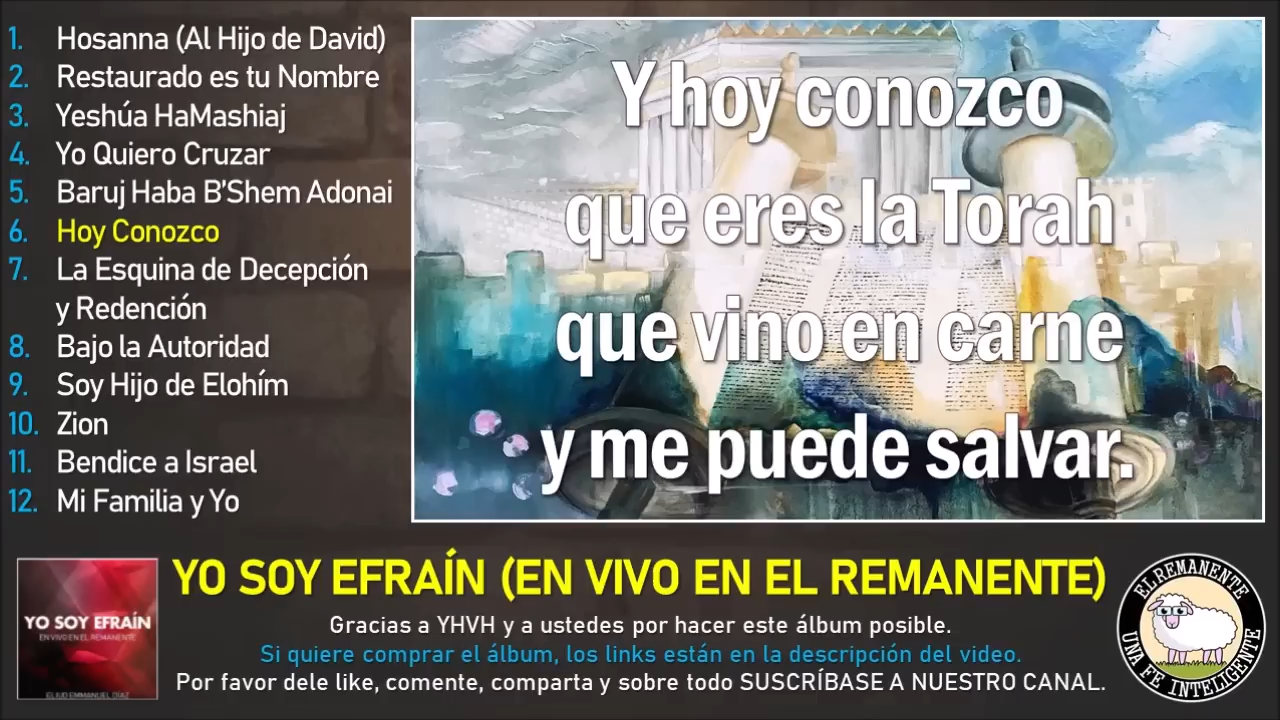 1. Hosanna (Al Hijo de David)
2. Restaurado es tu Nombre
3. Yeshúa HaMashiaj
4. Yo Quiero Cruzar
5. Baruj Haba B'Shem Adonai
6. Hoy Conozco
7. La Esquina de Decepción
y Redención
8. Bajo la Autoridad
9. Soy Hijo de Elohím
10. Zion
11. Bendice a Israel
12. Mi Familia y Yo
Y hoy conozco
que eres la Torah
que vino en carne
y me puede salvar.
YO SOY EFRAÍN
EN VIVO EN EL REMANENTE
ELIUD EMMANUEL DÍAZ
YO SOY EFRAÍN (EN VIVO EN EL REMANENTE)
Gracias a YHVH y a ustedes por hacer este álbum posible.
Si quiere comprar el álbum, los links están en la descripción del video.
Por favor dele like, comente, comparta y sobre todo SUSCRÍBASE A NUESTRO CANAL.
EL REMANENTE
UNA FE INTELIGENTE